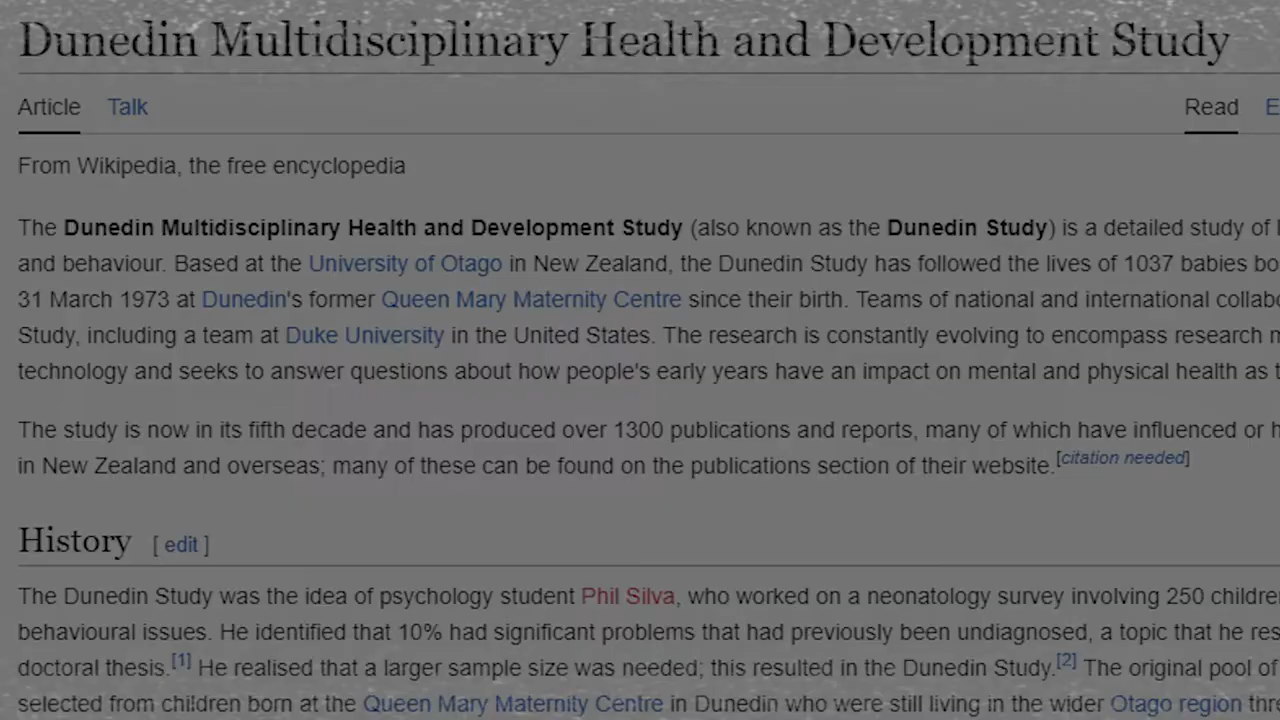 Dunedin Multidisciplinary Health and Development Study
Article Talk Read
From Wikipedia, the free encyclopedia
The Dunedin Multidisciplinary Health and Development Study (also known as the Dunedin Study) is a detailed study of
and behaviour. Based at the University of Otago in New Zealand, the Dunedin Study has followed the lives of 1037 babies bo
31 March 1973 at Dunedin's former Queen Mary Maternity Centre since their birth. Teams of national and international collab
Study, including a team at Duke University in the United States. The research is constantly evolving to encompass research
technology and seeks to answer questions about how people's early years have an impact on mental and physical health as
The study is now in its fifth decade and has produced over 1300 publications and reports, many of which have influenced or
in New Zealand and overseas; many of these can be found on the publications section of their website.[citation needed]
History [ edit ]
The Dunedin Study was the idea of psychology student Phil Silva, who worked on a neonatology survey involving 250 childre
behavioural issues. He identified that 10% had significant problems that had previously been undiagnosed, a topic that he res
doctoral thesis.[1] He realised that a larger sample size was needed; this resulted in the Dunedin Study.[2] The original pool of
selected from children born at the Queen Mary Maternity Centre in Dunedin who were still living in the wider Otago region thr